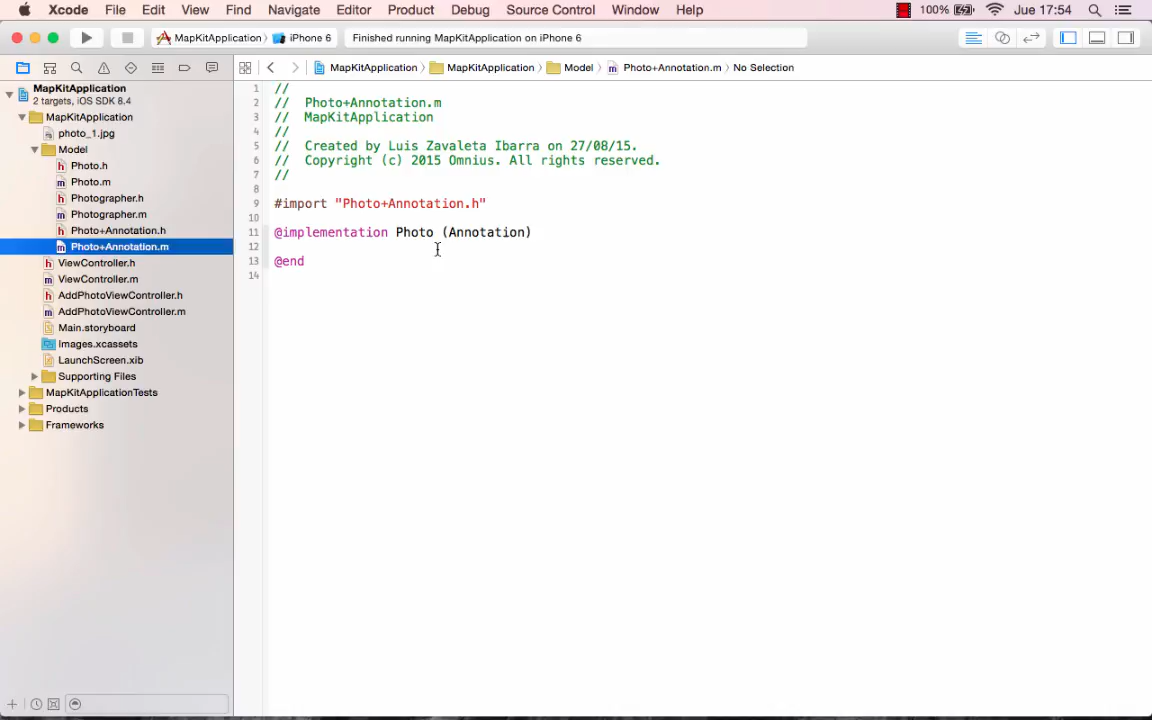 Xcode File Edit View Find Navigate Editor Product Debug Source Control Window Help 100% Jue 17:54
MapKitApplication iPhone 6 Finished running MapKitApplication on iPhone 6
MapKitApplication MapKitApplication Model Photo+Annotation.m No Selection
MapKitApplication
2 targets, iOS SDK 8.4
MapKitApplication
photo_1.jpg
Model
h Photo.h
m Photo.m
h Photographer.h
m Photographer.m
h Photo+Annotation.h
m Photo+Annotation.m
h ViewController.h
m ViewController.m
h AddPhotoViewController.h
m AddPhotoViewController.m
Main.storyboard
Images.xcassets
LaunchScreen.xib
Supporting Files
MapKitApplicationTests
Products
Frameworks
1 //
2 // Photo+Annotation.m
3 // MapKitApplication
4 //
5 // Created by Luis Zavaleta Ibarra on 27/08/15.
6 // Copyright (c) 2015 Omnius. All rights reserved.
7 //
8
9 #import "Photo+Annotation.h"
10
11 @implementation Photo (Annotation)
12
13 @end
14